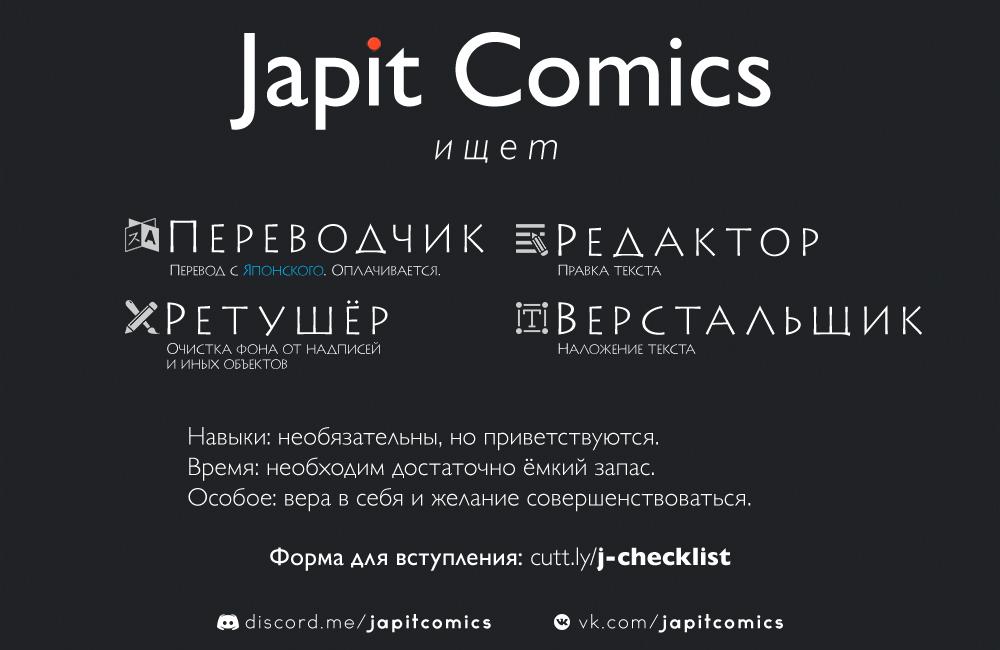 Japit Comics
ищет
Переводчик
Перевод с Японского. Оплачивается.
Редактор
Правка текста
Ретушёр
Очистка фона от надписей
и иных объектов
Верстальщик
Наложение текста
Навыки: необязательны, но приветствуются.
Время: необходим достаточно ёмкий запас.
Особое: вера в себя и желание совершенствоваться.
Форма для вступления: cutt.ly/j-checklist
discord.me/japitcomics
vk.com/japitcomics